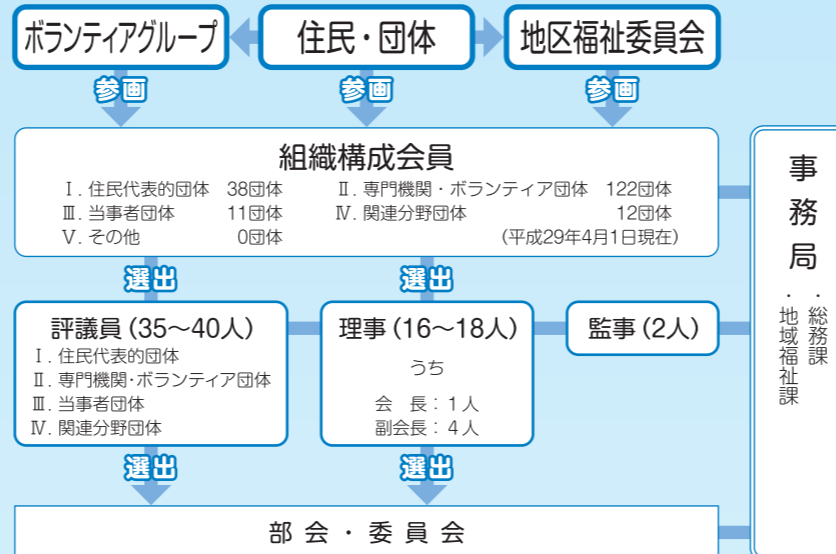 ボランティアグループ
住民・団体
地区福祉委員会
参画
参画
参画
組織構成会員
Ⅰ. 住民代表的団体 38団体
Ⅱ. 専門機関・ボランティア団体 122団体
Ⅲ. 当事者団体 11団体
Ⅳ. 関連分野団体 12団体
Ⅴ. その他 0団体
(平成29年4月1日現在)
選出
選出
評議員 (35〜40人)
Ⅰ. 住民代表的団体
Ⅱ. 専門機関・ボランティア団体
Ⅲ. 当事者団体
Ⅳ. 関連分野団体
理事 (16〜18人)
うち
会 長：1人
副会長：4人
監事 (2人)
選出
選出
部会・委員会
事務局
・総務課
・地域福祉課